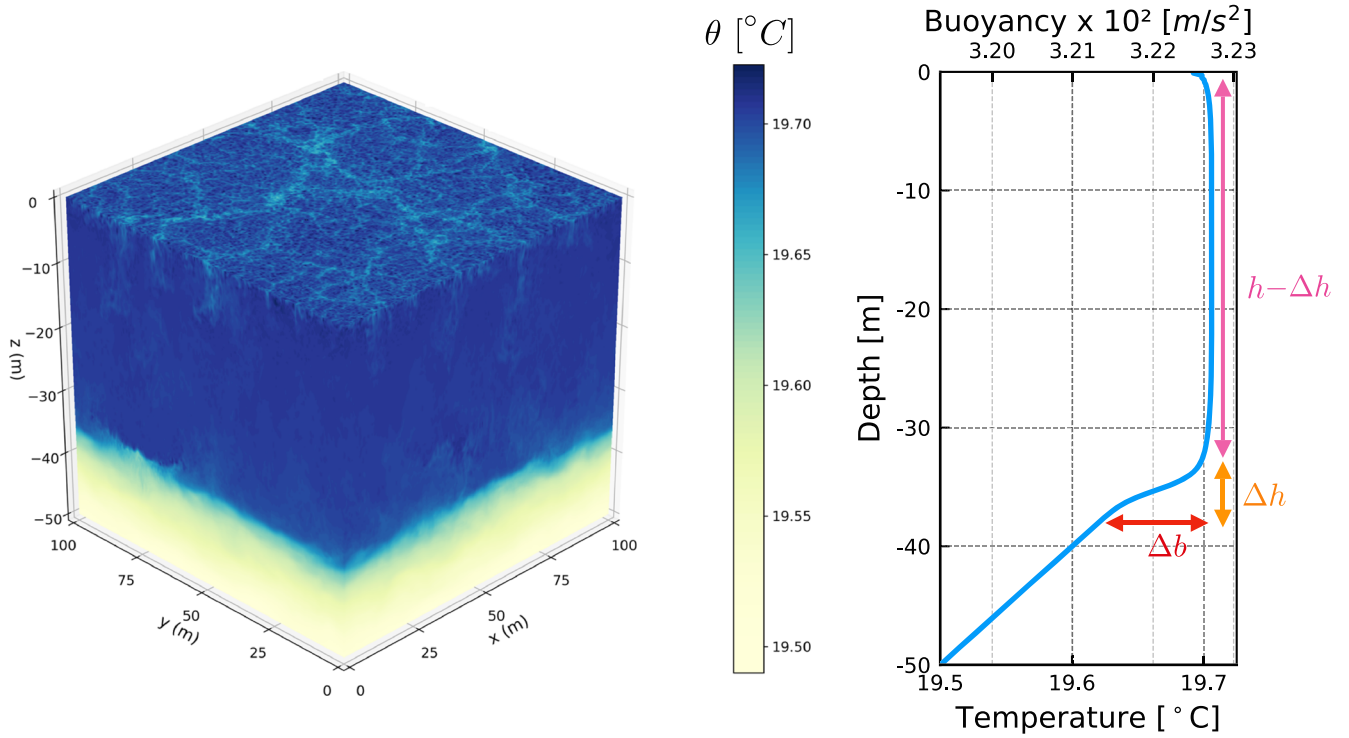 θ [°C]
19.70
19.65
19.60
19.55
19.50
0
−10
−20
−30
−40
−50
z (m)
100
75
50
25
0
y (m)
0
25
50
75
100
x (m)
Buoyancy x 10² [m/s²]
3.20 3.21 3.22 3.23
0
-10
-20
-30
-40
-50
Depth [m]
h−Δh
Δh
Δb
19.5 19.6 19.7
Temperature [°C]